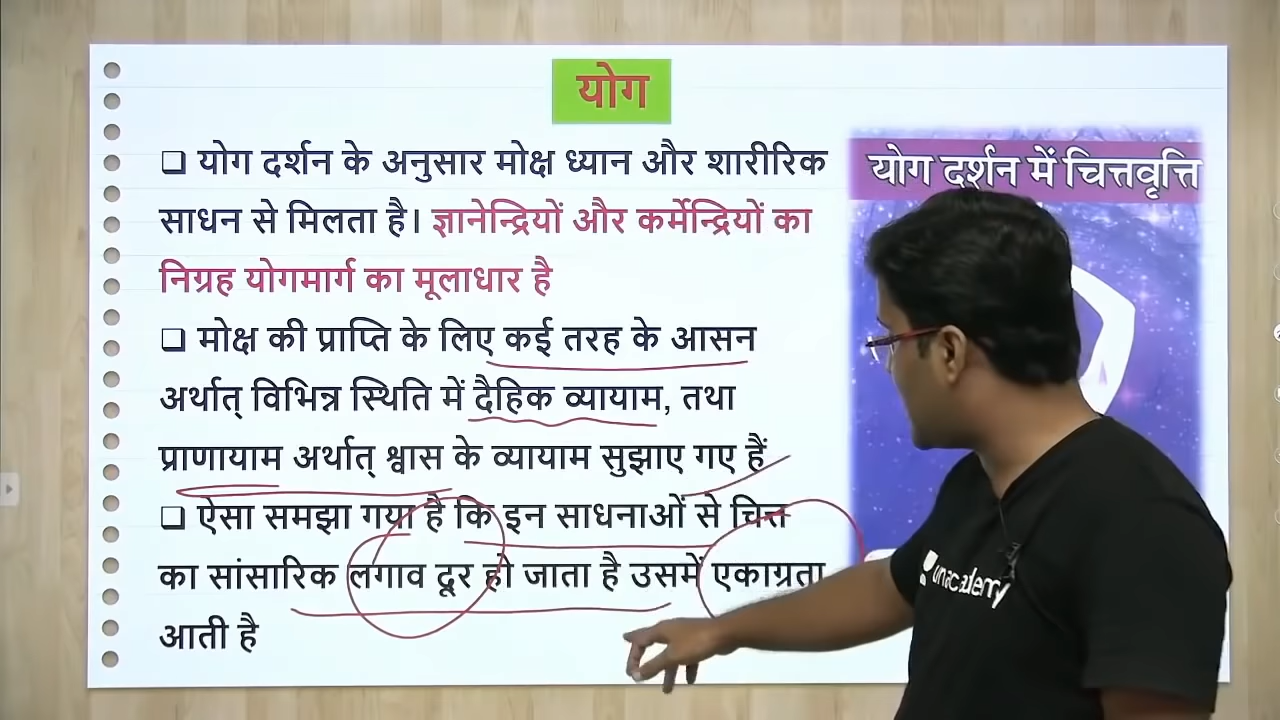 योग
❑ योग दर्शन के अनुसार मोक्ष ध्यान और शारीरिक
साधन से मिलता है। ज्ञानेन्द्रियों और कर्मेन्द्रियों का
निग्रह योगमार्ग का मूलाधार है
❑ मोक्ष की प्राप्ति के लिए कई तरह के आसन
अर्थात् विभिन्न स्थिति में दैहिक व्यायाम, तथा
प्राणायाम अर्थात् श्वास के व्यायाम सुझाए गए हैं
❑ ऐसा समझा गया है कि इन साधनाओं से चित्त
का सांसारिक लगाव दूर हो जाता है उसमें एकाग्रता
आती है
योग दर्शन में चित्तवृत्ति
unacademy